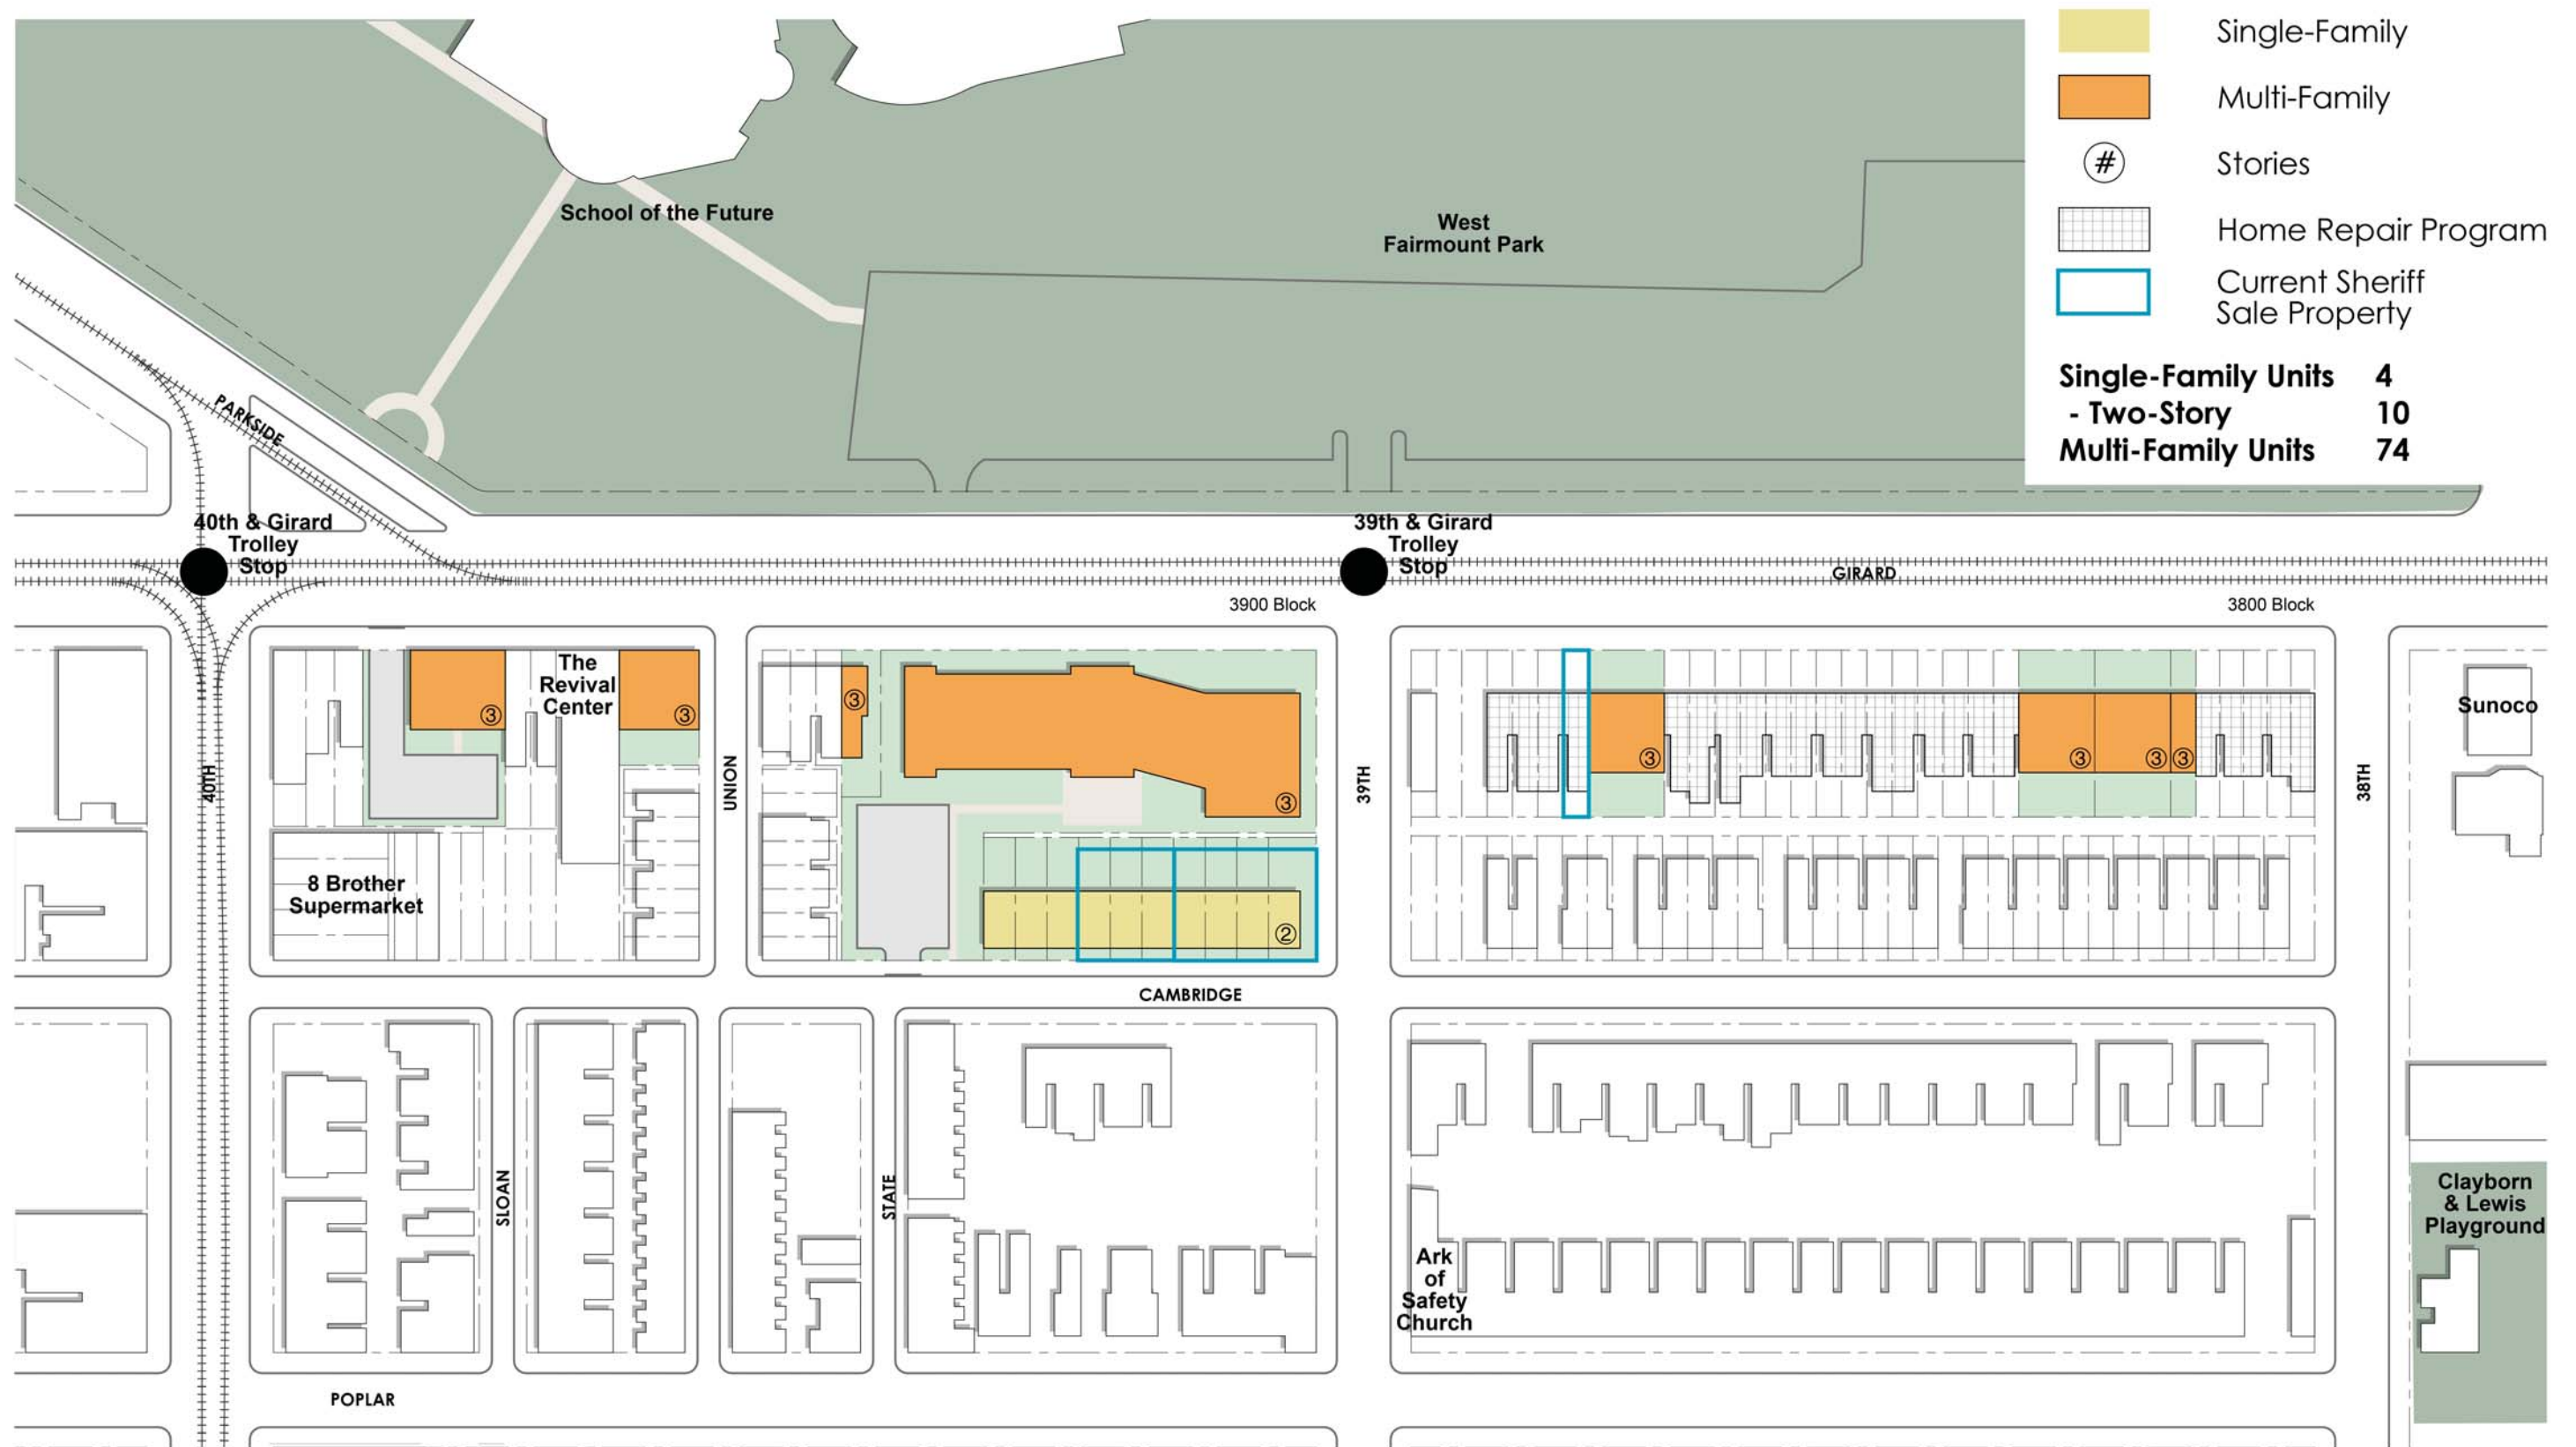 Single-Family
Multi-Family
#
Stories
Home Repair Program
Current Sheriff
Sale Property
Single-Family Units 4
- Two-Story 10
Multi-Family Units 74
School of the Future
West
Fairmount Park
PARKSIDE
40th & Girard
Trolley
Stop
39th & Girard
Trolley
Stop
GIRARD
3900 Block
3800 Block
The
Revival
Center
3
3
3
3
3
3
3
3
2
Sunoco
40TH
UNION
39TH
38TH
8 Brother
Supermarket
CAMBRIDGE
SLOAN
STATE
Clayborn
& Lewis
Playground
Ark
of
Safety
Church
POPLAR